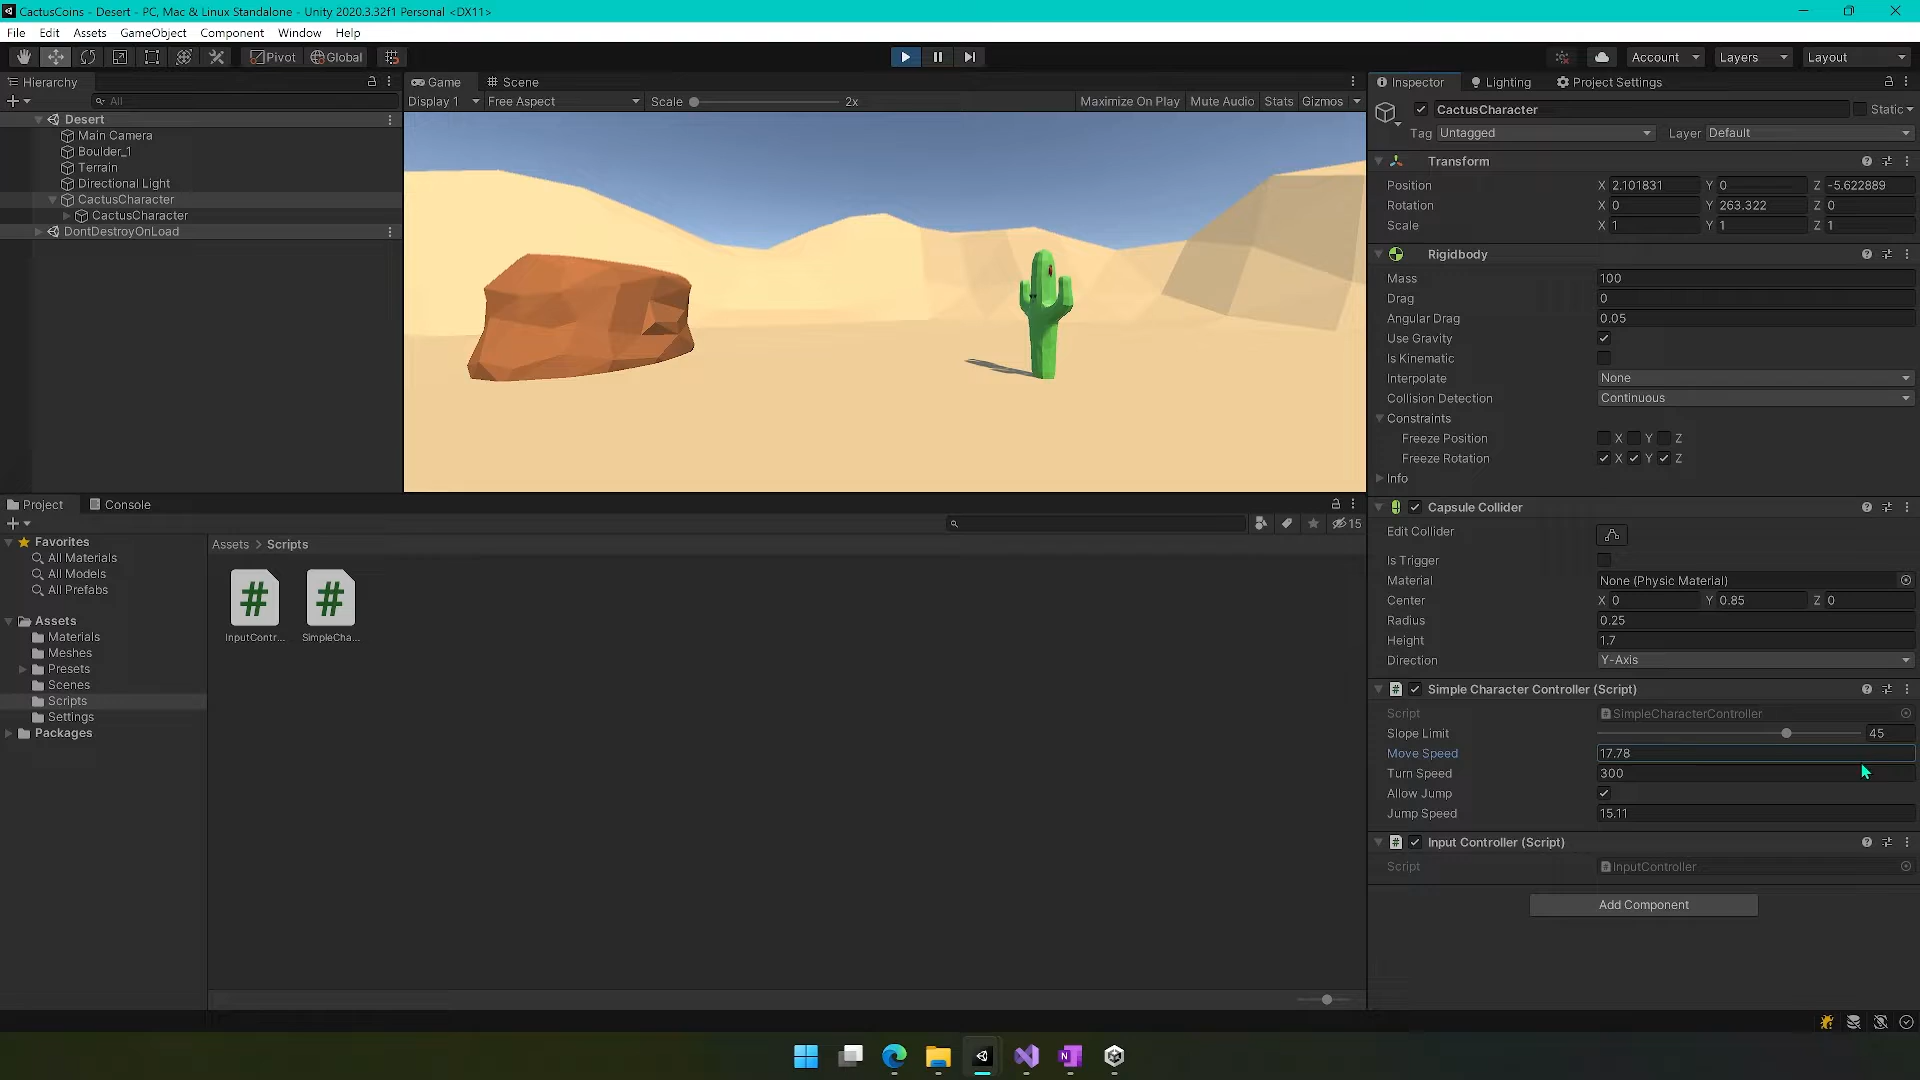 CactusCoins - Desert - PC, Mac & Linux Standalone - Unity 2020.3.32f1 Personal <DX11>
File Edit Assets GameObject Component Window Help
Pivot Global Account Layers Layout
Hierarchy
All
Desert
Main Camera
Boulder_1
Terrain
Directional Light
CactusCharacter
CactusCharacter
DontDestroyOnLoad
Game Scene
Display 1 Free Aspect Scale 2x Maximize On Play Mute Audio Stats Gizmos
Project Console
15
Favorites
All Materials
All Models
All Prefabs
Assets
Materials
Meshes
Presets
Scenes
Scripts
Settings
Packages
Assets > Scripts
# #
InputContr... SimpleCha...
Inspector Lighting Project Settings
CactusCharacter Static
Tag Untagged Layer Default
Transform
Position X 2.101831 Y 0 Z -5.622889
Rotation X 0 Y 263.322 Z 0
Scale X 1 Y 1 Z 1
Rigidbody
Mass 100
Drag 0
Angular Drag 0.05
Use Gravity
Is Kinematic
Interpolate None
Collision Detection Continuous
Constraints
Freeze Position X Y Z
Freeze Rotation X Y Z
Info
Capsule Collider
Edit Collider
Is Trigger
Material None (Physic Material)
Center X 0 Y 0.85 Z 0
Radius 0.25
Height 1.7
Direction Y-Axis
# Simple Character Controller (Script)
Script SimpleCharacterController
Slope Limit 45
Move Speed 17.78
Turn Speed 300
Allow Jump
Jump Speed 15.11
# Input Controller (Script)
Script InputController
Add Component
N